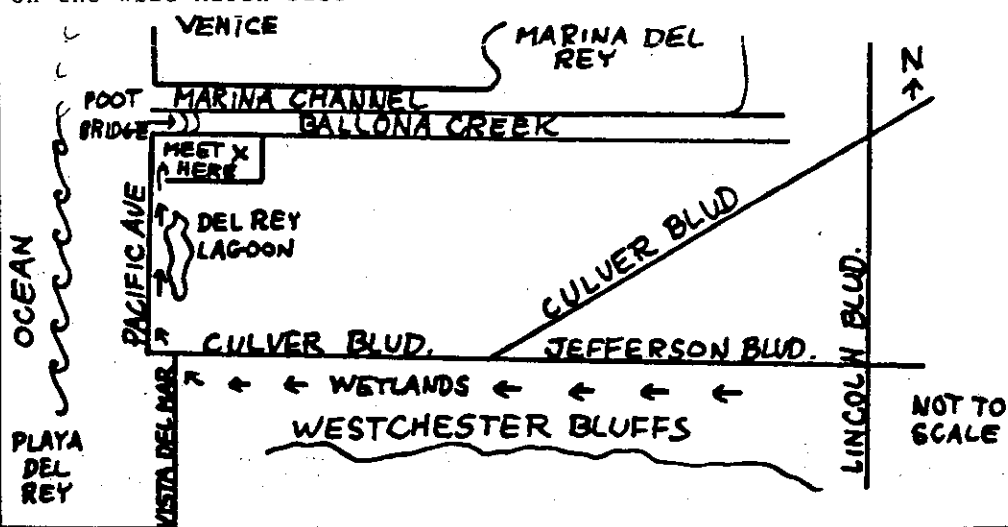 VENICE
MARINA DEL
REY
N
FOOT
BRIDGE
MARINA CHANNEL
BALLONA CREEK
MEET X
HERE
PACIFIC AVE
DEL REY
LAGOON
OCEAN
CULVER BLVD
CULVER BLVD.
JEFFERSON BLVD.
LINCOLN BLVD.
WETLANDS
WESTCHESTER BLUFFS
NOT TO
SCALE
PLAYA
DEL
REY
VISTA DEL MAR